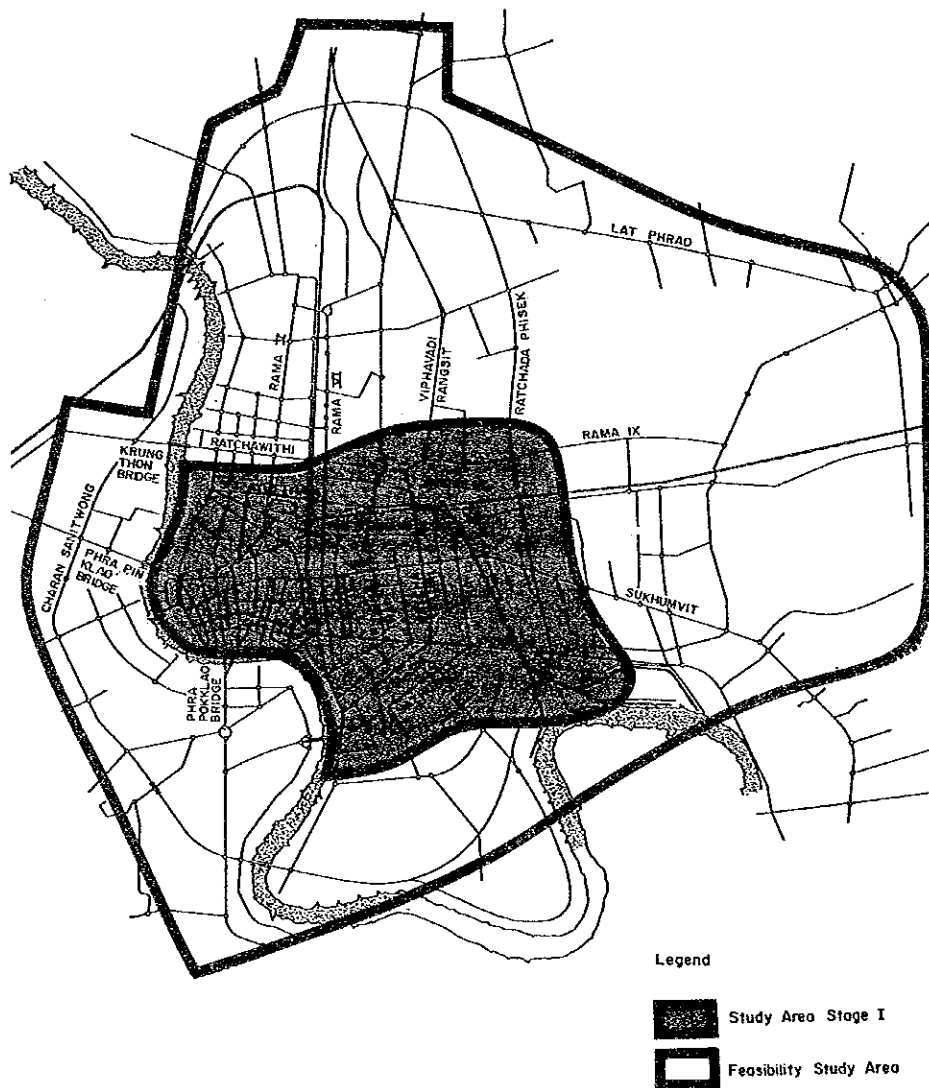 LAT PHRAO
RATCHADA PHISEK
VIPHAVADI
RANGSIT
RAMA
RAMA
RAMA IX
RATCHAWITHI
KRUNG
THON
BRIDGE
CHARAN SANITWONG
PHRA PIN
KLAO
BRIDGE
SUKHUMVIT
PHRA
POKKLAO
BRIDGE
Legend
Study Area Stage I
Feasibility Study Area